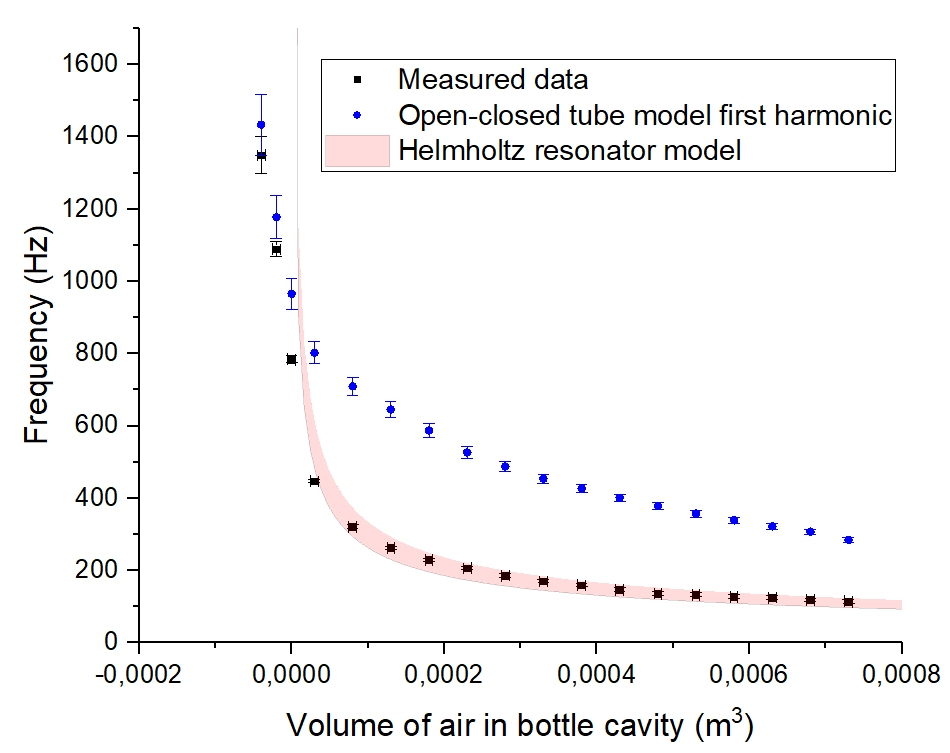 1600
1400
1200
1000
800
600
400
200
0
Frequency (Hz)
Measured data
Open-closed tube model first harmonic
Helmholtz resonator model
-0,0002 0,0000 0,0002 0,0004 0,0006 0,0008
Volume of air in bottle cavity (m³)